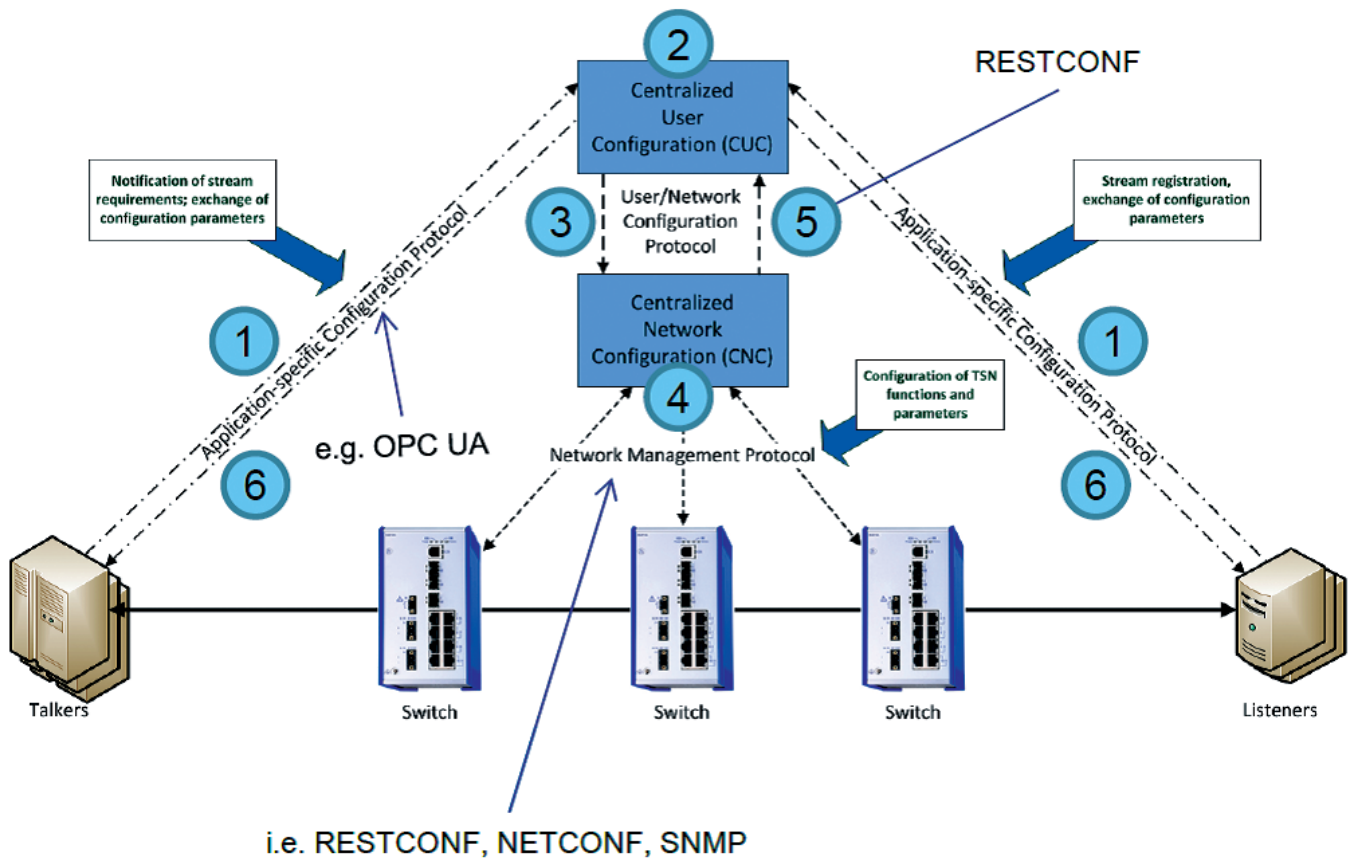 2
RESTCONF
Centralized
User
Configuration (CUC)
Notification of stream
requirements; exchange of
configuration parameters
Stream registration,
exchange of configuration
parameters
3
User/Network
Configuration
Protocol
5
Application-specific Configuration Protocol
Application-specific Configuration Protocol
1
Centralized
Network
Configuration (CNC)
1
4
Configuration of TSN
functions and
parameters
e.g. OPC UA
Network Management Protocol
6
6
Talkers
Switch
Switch
Switch
Listeners
i.e. RESTCONF, NETCONF, SNMP